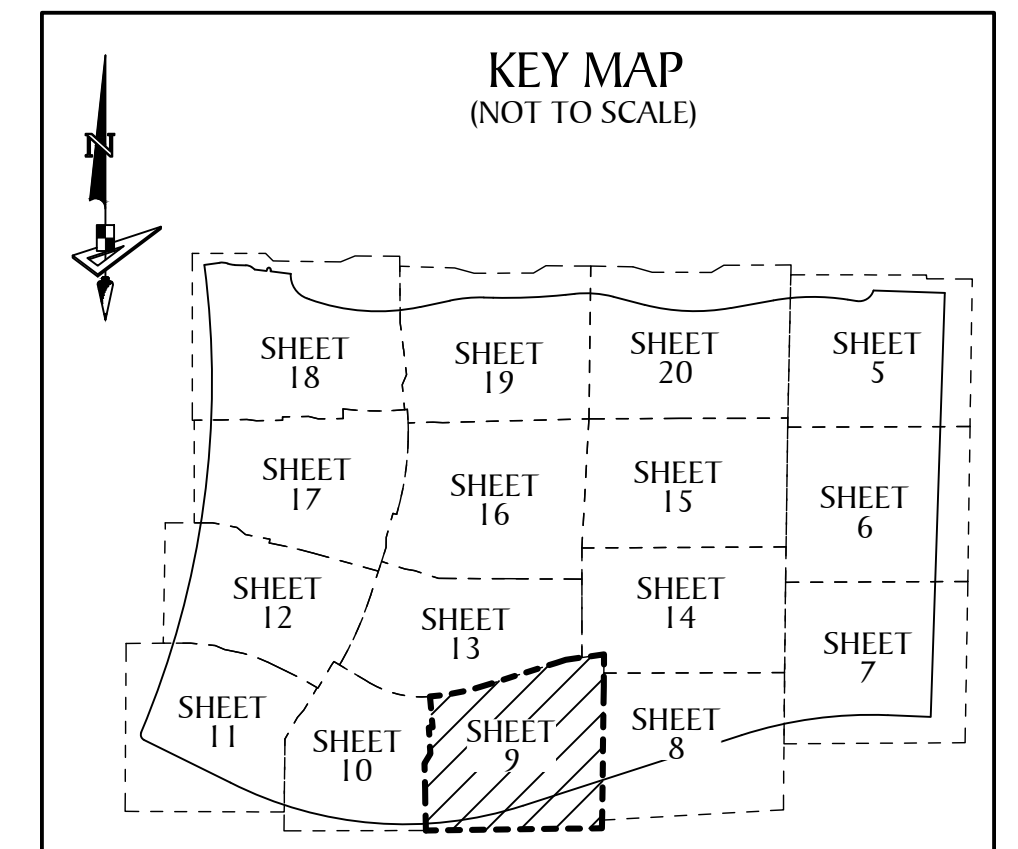 KEY MAP
(NOT TO SCALE)
N
SHEET
18
SHEET
19
SHEET
20
SHEET
5
SHEET
17
SHEET
16
SHEET
15
SHEET
6
SHEET
12
SHEET
13
SHEET
14
SHEET
7
SHEET
11
SHEET
10
SHEET
9
SHEET
8